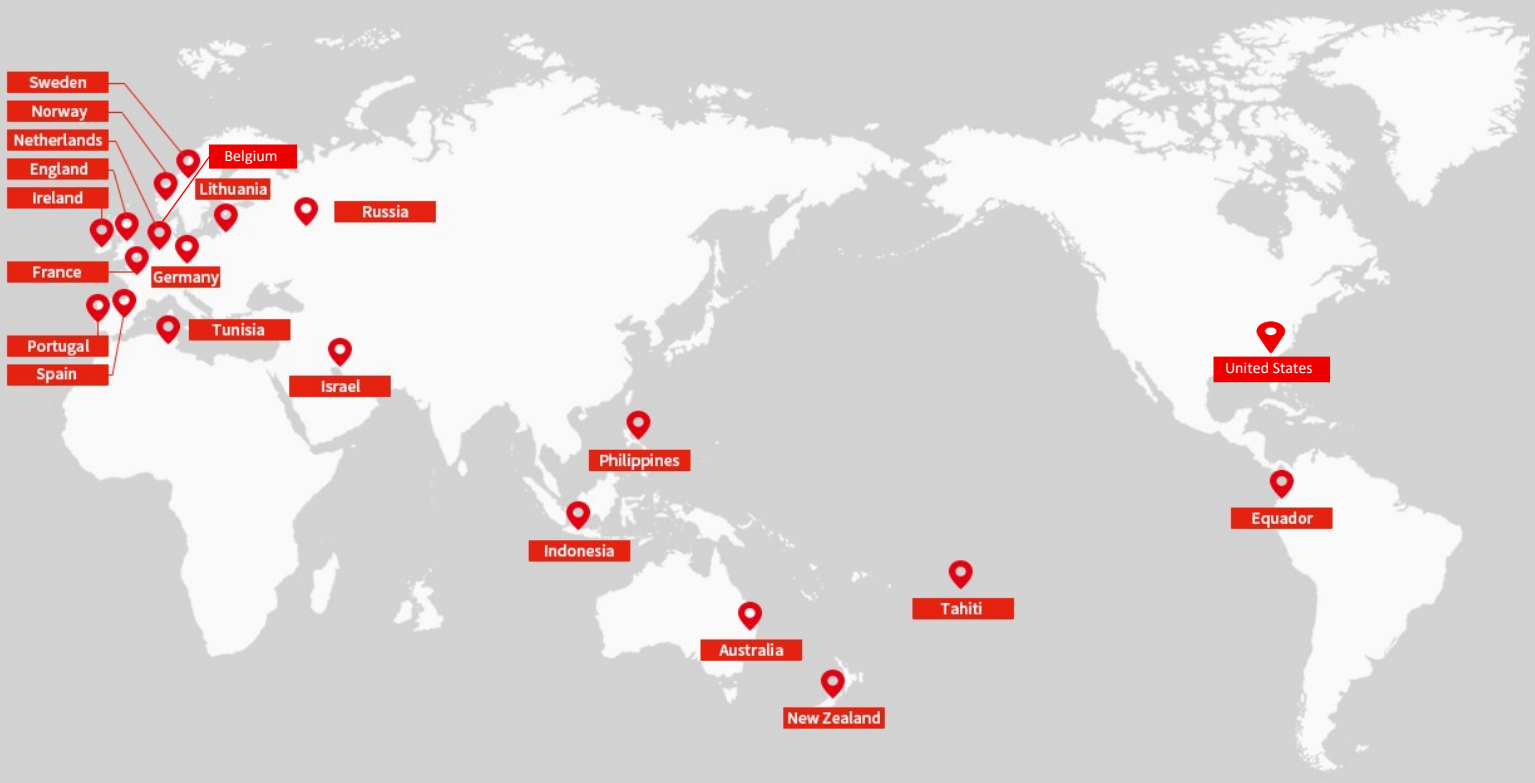 Sweden
Norway
Netherlands
England
Ireland
Belgium
Lithuania
Russia
France
Germany
Portugal
Spain
Tunisia
Israel
United States
Philippines
Equador
Indonesia
Tahiti
Australia
New Zealand